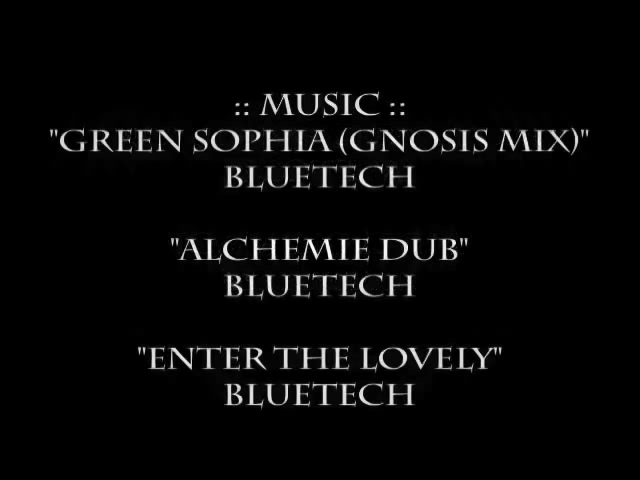 :: MUSIC ::
"GREEN SOPHIA (GNOSIS MIX)"
BLUETECH
"ALCHEMIE DUB"
BLUETECH
"ENTER THE LOVELY"
BLUETECH